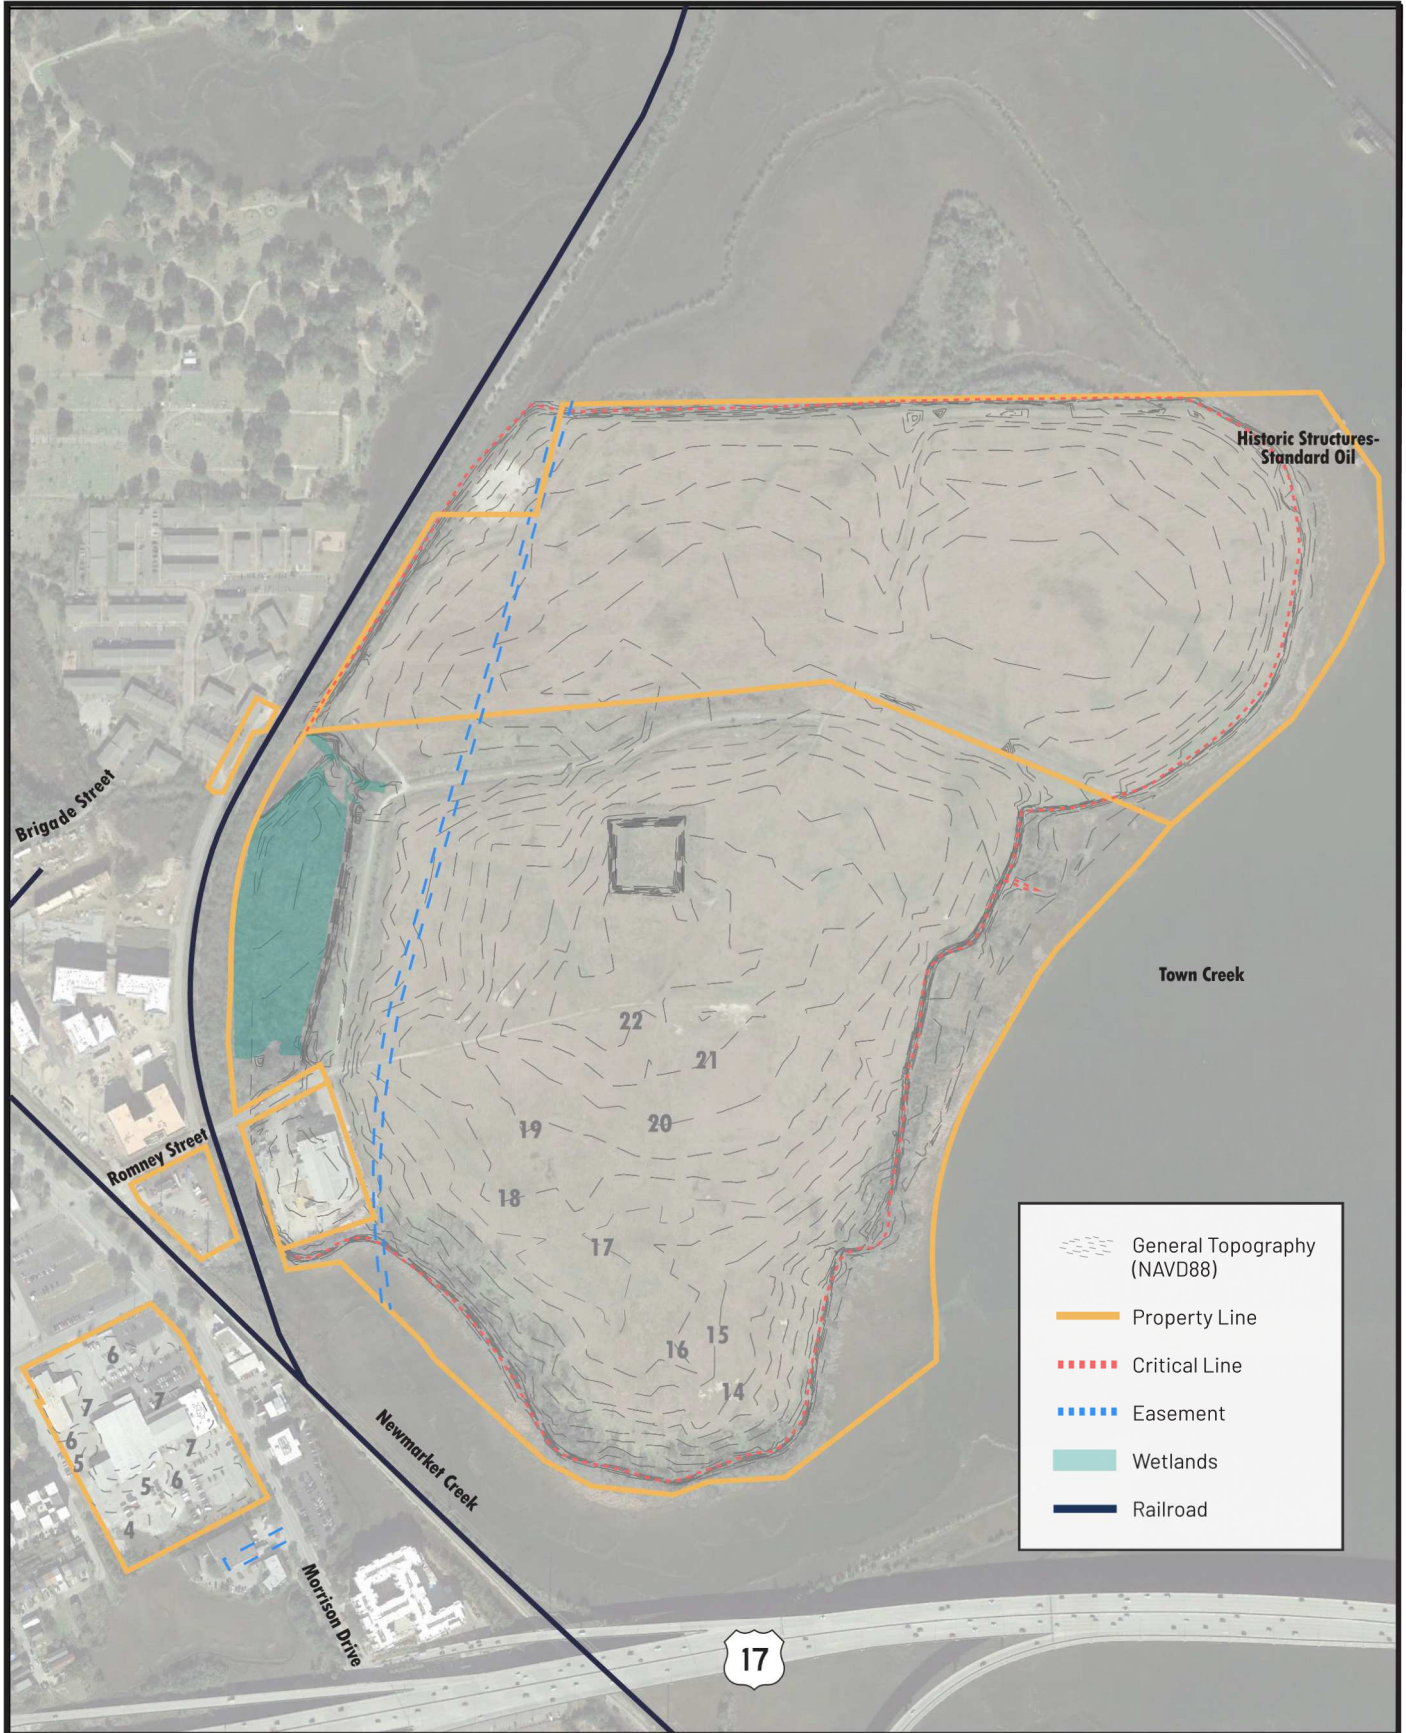 Historic Structures-
Standard Oil
Brigade Street
Town Creek
22
21
20
19
18
17
16
15
14
Romney Street
6
7
7
6
5
7
5
6
4
Newmarket Creek
Morrison Drive
17
General Topography
(NAVD88)
Property Line
Critical Line
Easement
Wetlands
Railroad